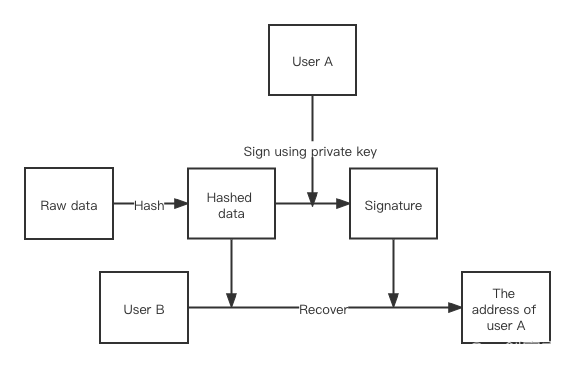 User A
Sign using private key
Raw data
Hash
Hashed
data
Signature
User B
Recover
The
address of
user A